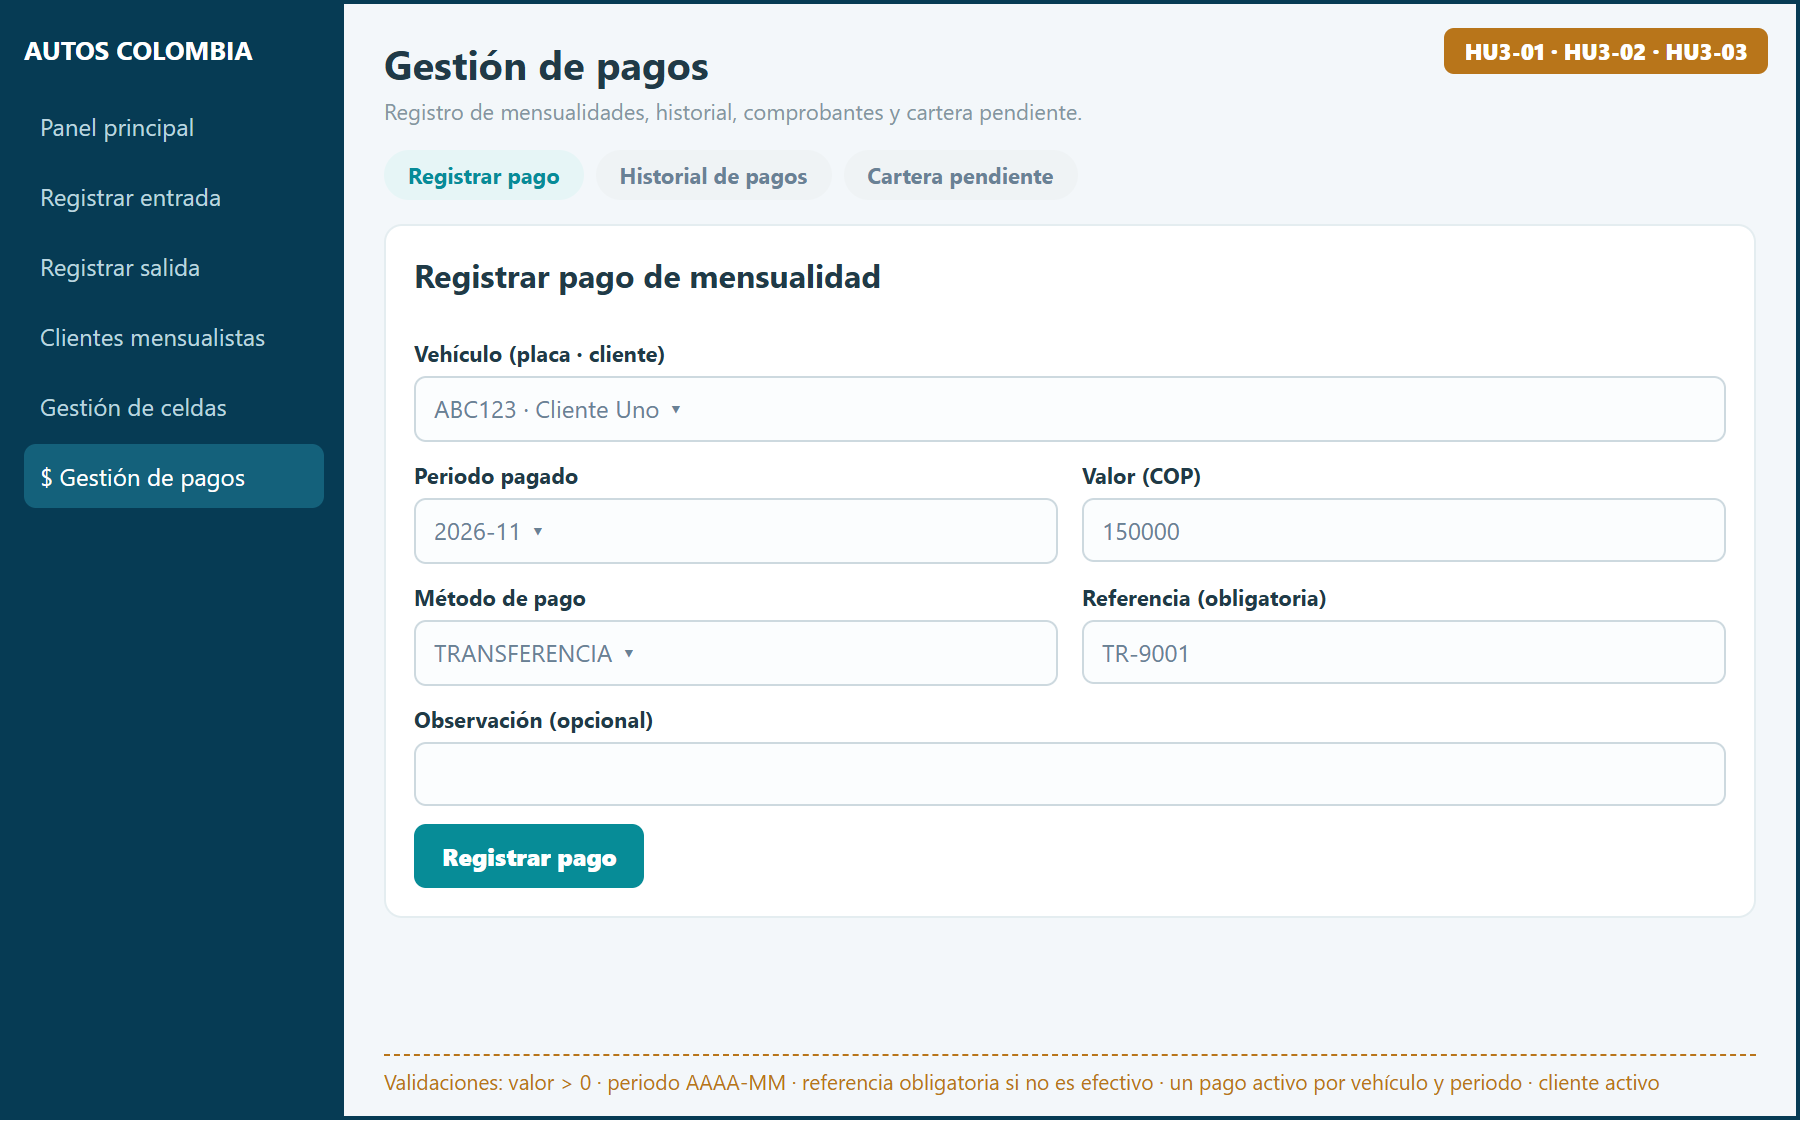 AUTOS COLOMBIA
Panel principal
Registrar entrada
Registrar salida
Clientes mensualistas
Gestión de celdas
$ Gestión de pagos
Gestión de pagos
HU3-01 · HU3-02 · HU3-03
Registro de mensualidades, historial, comprobantes y cartera pendiente.
Registrar pago
Historial de pagos
Cartera pendiente
Registrar pago de mensualidad
Vehículo (placa · cliente)
ABC123 · Cliente Uno ▾
Periodo pagado
Valor (COP)
2026-11 ▾
150000
Método de pago
Referencia (obligatoria)
TRANSFERENCIA ▾
TR-9001
Observación (opcional)
Registrar pago
Validaciones: valor > 0 · periodo AAAA-MM · referencia obligatoria si no es efectivo · un pago activo por vehículo y periodo · cliente activo